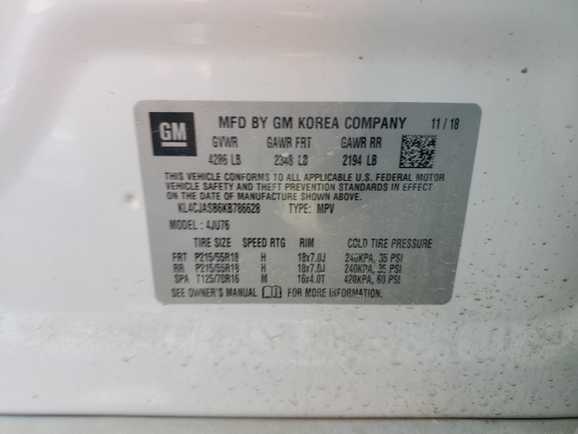 GM
MFD BY GM KOREA COMPANY 11/18
GVWR GAWR FRT GAWR RR
4286 LB 2348 LB 2194 LB
THIS VEHICLE CONFORMS TO ALL APPLICABLE U.S. FEDERAL MOTOR
VEHICLE SAFETY AND THEFT PREVENTION STANDARDS IN EFFECT
ON THE DATE OF MANUFACTURE SHOWN ABOVE.
KL4CJASB6KB786628 TYPE: MPV
MODEL: 4JU76
TIRE SIZE SPEED RTG RIM COLD TIRE PRESSURE
FRT P215/55R18 H 18x7.0J 240KPA, 35 PSI
RR P215/55R18 H 18x7.0J 240KPA, 35 PSI
SPA T125/70R16 M 16x4.0T 420KPA, 60 PSI
SEE OWNER'S MANUAL FOR MORE INFORMATION.